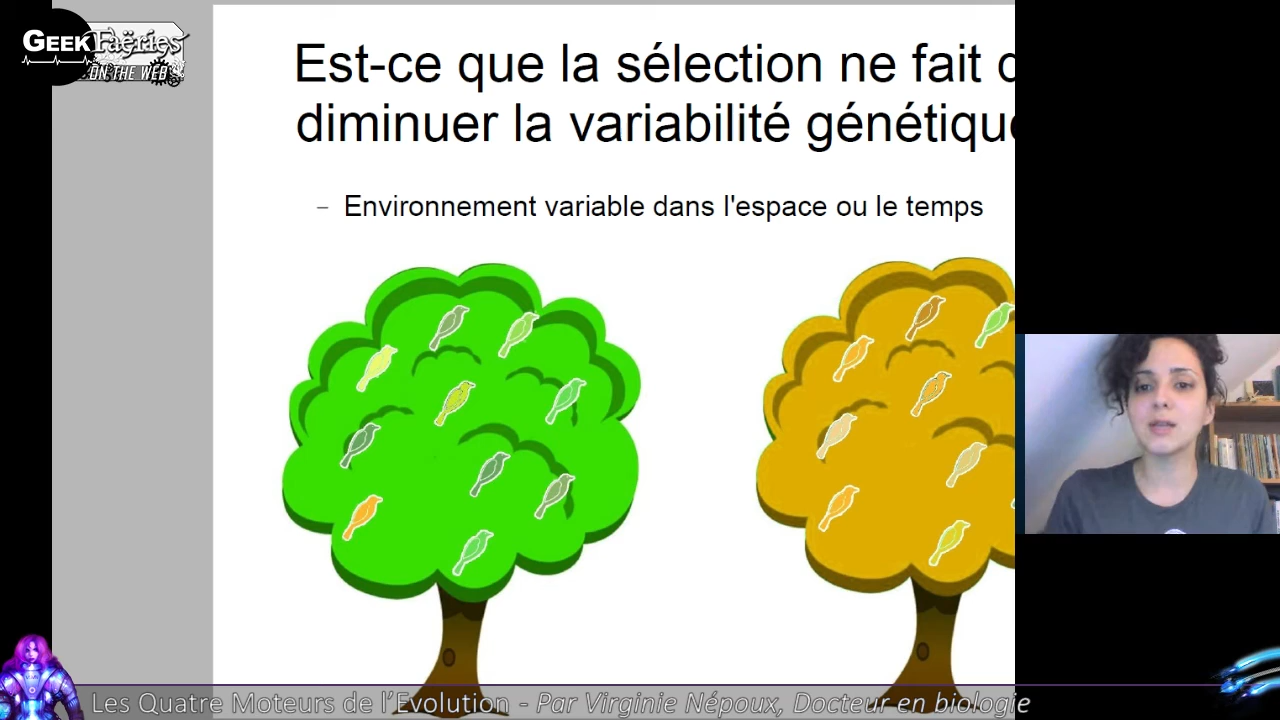 GEEK Faëries
ON THE WEB
Est-ce que la sélection ne fait
diminuer la variabilité génétiqu
– Environnement variable dans l'espace ou le temps
Les Quatre Moteurs de l'Evolution - Par Virginie Népoux, Docteur en biologie